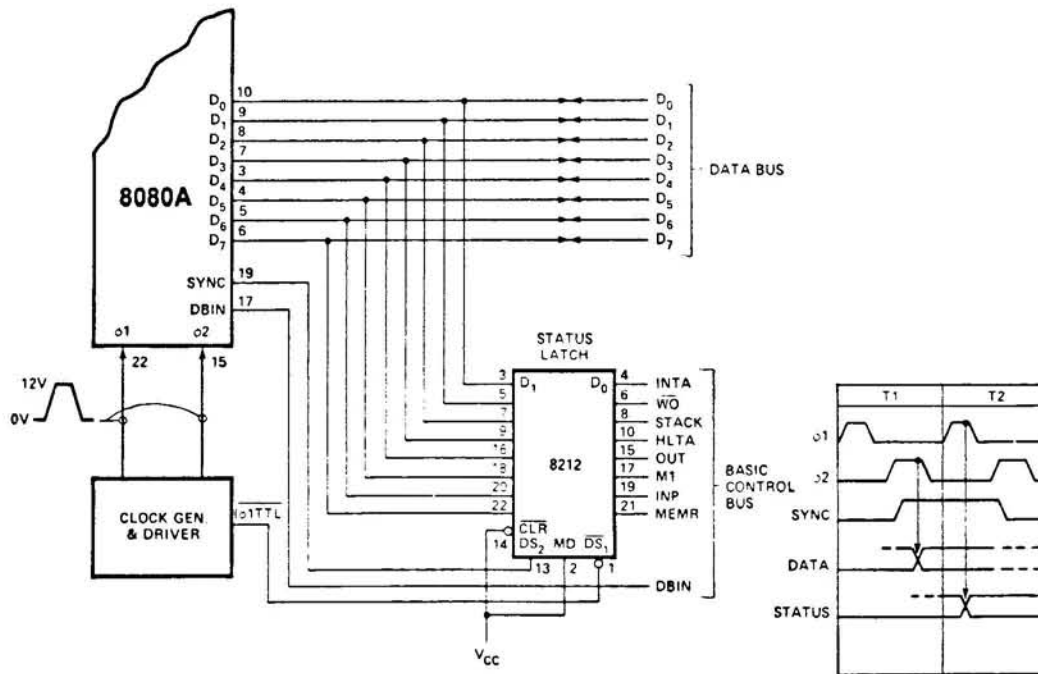 8080A
D0 10
D1 9
D2 8
D3 7
D4 3
D5 4
D6 5
D7 6
SYNC 19
DBIN 17
ø1 ø2
22 15
12V
0V
CLOCK GEN.
& DRIVER
D0
D1
D2
D3
D4
D5
D6
D7
DATA BUS
STATUS
LATCH
8212
3 D1 D0 4 INTA
5 6 W̅O̅
7 8 STACK
9 10 HLTA
16 15 OUT
18 17 M1
20 19 INP
22 21 MEMR
14 C̅L̅R̅
DS2 MD D̅S̅1
13 2 1
DBIN
BASIC
CONTROL
BUS
VCC
T1 T2
ø1
ø2
SYNC
DATA
STATUS